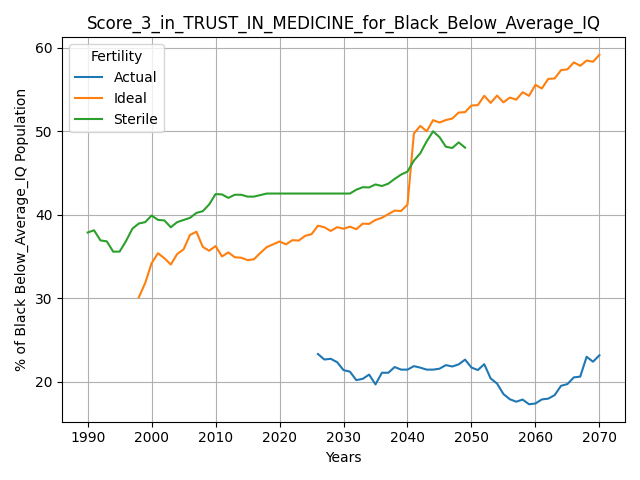 Score_3_in_TRUST_IN_MEDICINE_for_Black_Below_Average_IQ
% of Black Below_Average_IQ Population
60
50
40
30
20
Fertility
Actual
Ideal
Sterile
1990 2000 2010 2020 2030 2040 2050 2060 2070
Years